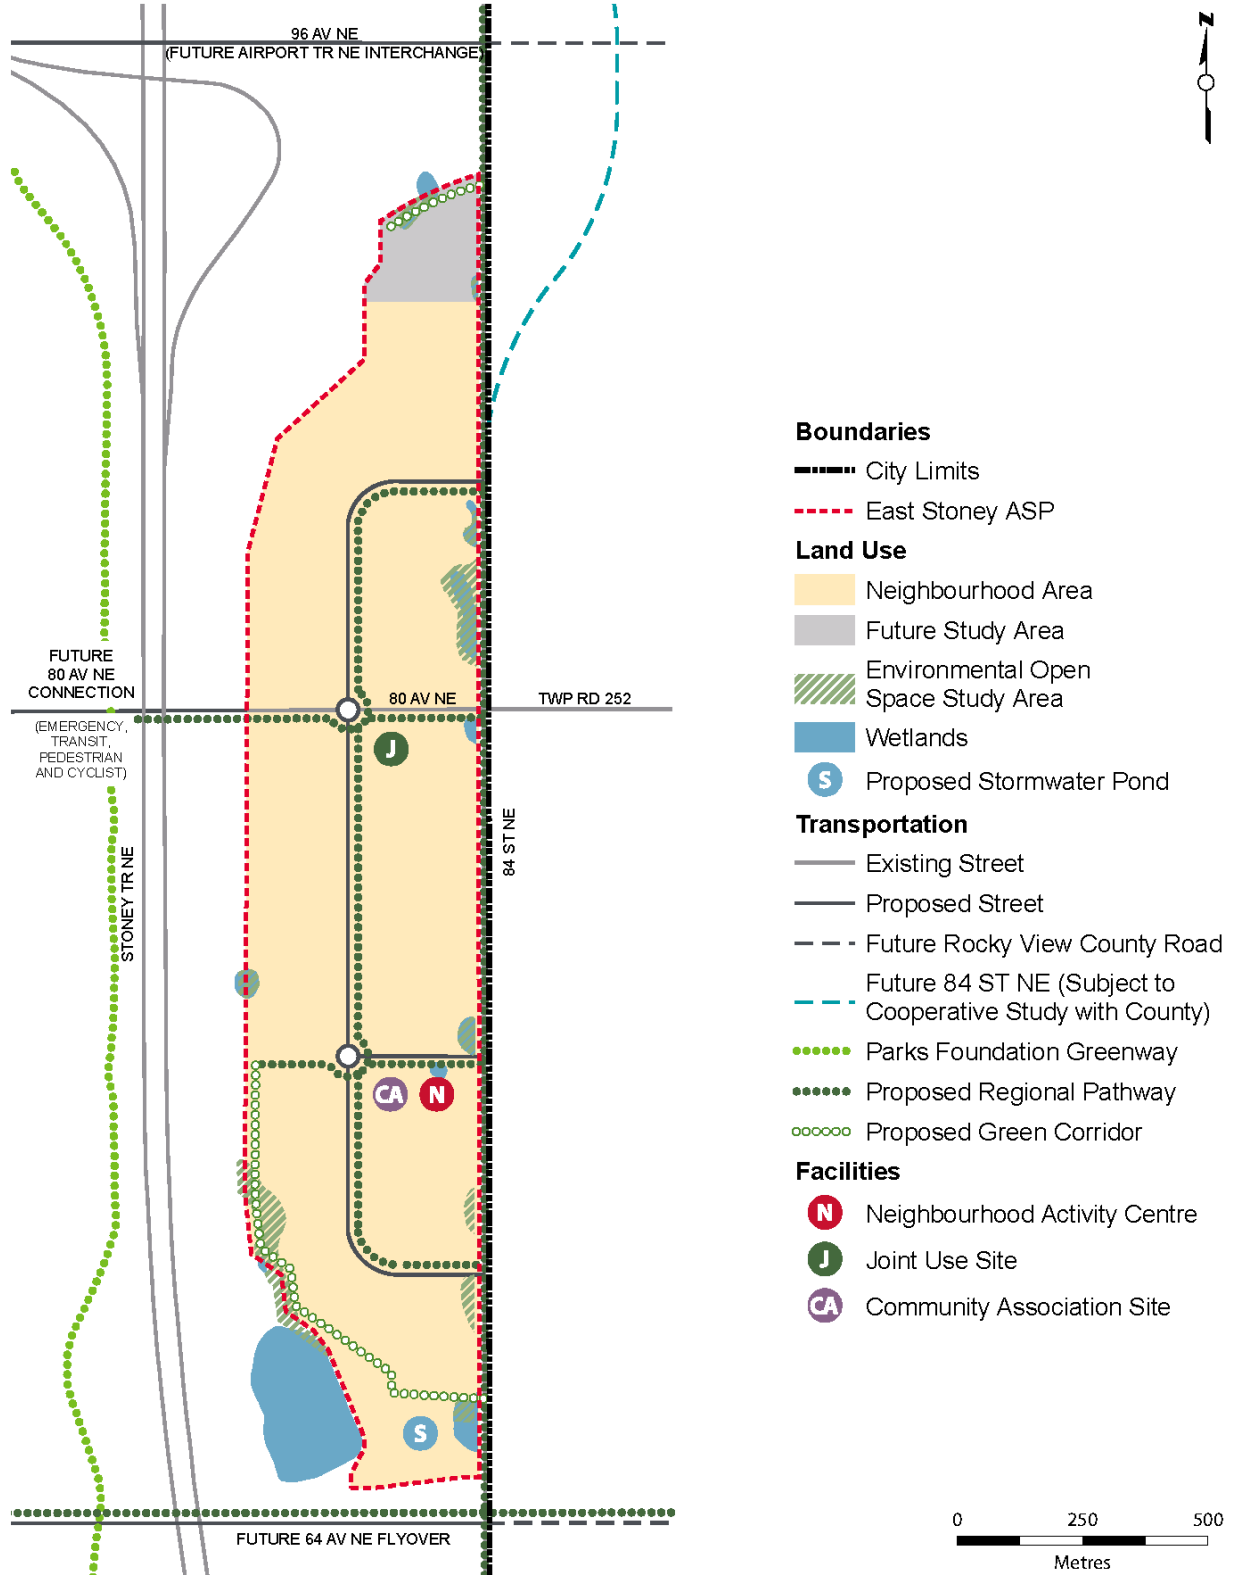 96 AV NE
(FUTURE AIRPORT TR NE INTERCHANGE)
N
FUTURE
80 AV NE
CONNECTION
(EMERGENCY,
TRANSIT,
PEDESTRIAN
AND CYCLIST)
80 AV NE
TWP RD 252
J
STONEY TR NE
84 ST NE
CA
N
S
FUTURE 64 AV NE FLYOVER
Boundaries
City Limits
East Stoney ASP
Land Use
Neighbourhood Area
Future Study Area
Environmental Open
Space Study Area
Wetlands
S Proposed Stormwater Pond
Transportation
Existing Street
Proposed Street
Future Rocky View County Road
Future 84 ST NE (Subject to
Cooperative Study with County)
Parks Foundation Greenway
Proposed Regional Pathway
Proposed Green Corridor
Facilities
N Neighbourhood Activity Centre
J Joint Use Site
CA Community Association Site
0 250 500
Metres